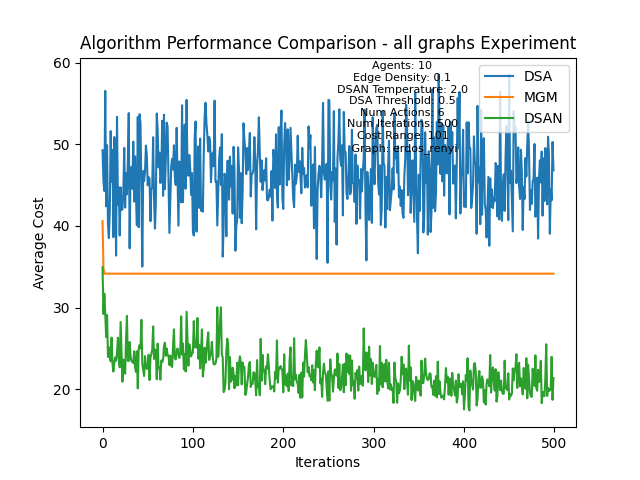 Algorithm Performance Comparison - all graphs Experiment
Agents: 10
Edge Density: 0.1
DSAN Temperature: 2.0
DSA Threshold: 0.5
Num Actions: 6
Num Iterations: 500
Cost Range: 101
Graph: erdos_renyi
DSA
MGM
DSAN
60
50
40
30
20
Average Cost
0
100
200
300
400
500
Iterations